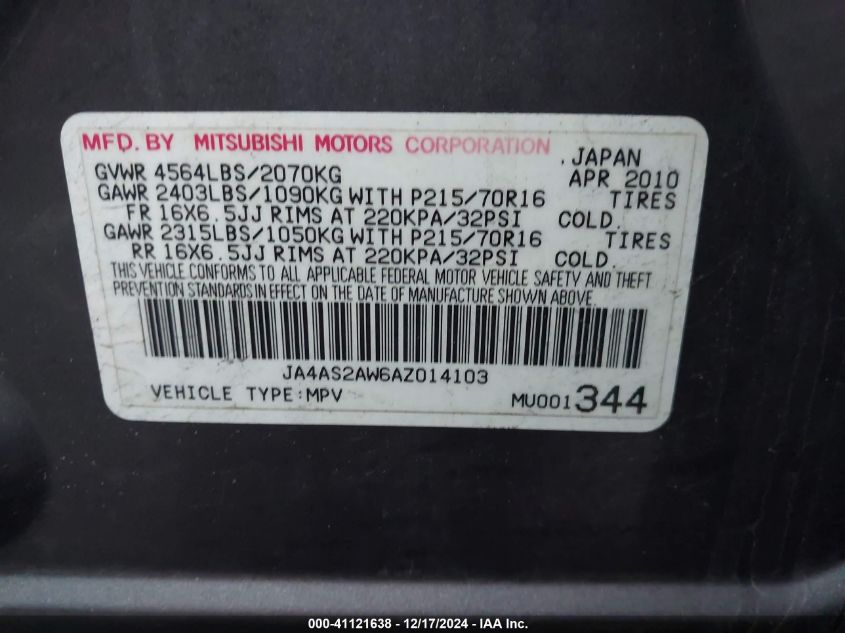 MFD. BY MITSUBISHI MOTORS CORPORATION
, JAPAN
GVWR 4564LBS/2070KG APR 2010
GAWR 2403LBS/1090KG WITH P215/70R16 TIRES
FR 16X6.5JJ RIMS AT 220KPA/32PSI COLD.
GAWR 2315LBS/1050KG WITH P215/70R16 TIRES
RR 16X6.5JJ RIMS AT 220KPA/32PSI COLD.
THIS VEHICLE CONFORMS TO ALL APPLICABLE FEDERAL MOTOR VEHICLE SAFETY AND THEFT
PREVENTION STANDARDS IN EFFECT ON THE DATE OF MANUFACTURE SHOWN ABOVE.
JA4AS2AW6AZ014103
VEHICLE TYPE:MPV MU001344
000-41121638 - 12/17/2024 - IAA Inc.